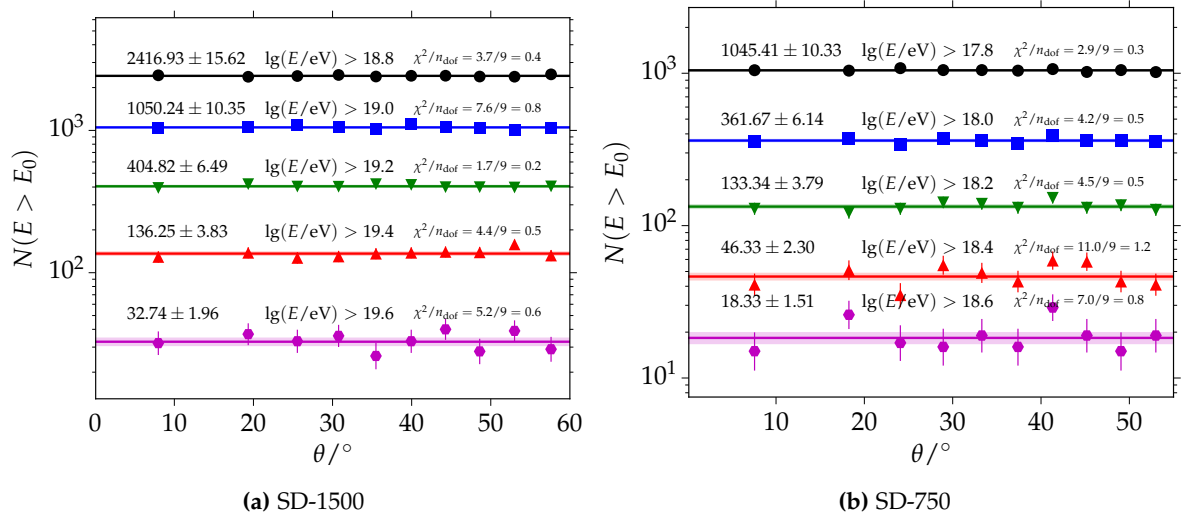 2416.93 ± 15.62 lg(E/eV) > 18.8 χ²/n_dof = 3.7/9 = 0.4
1050.24 ± 10.35 lg(E/eV) > 19.0 χ²/n_dof = 7.6/9 = 0.8
404.82 ± 6.49 lg(E/eV) > 19.2 χ²/n_dof = 1.7/9 = 0.2
136.25 ± 3.83 lg(E/eV) > 19.4 χ²/n_dof = 4.4/9 = 0.5
32.74 ± 1.96 lg(E/eV) > 19.6 χ²/n_dof = 5.2/9 = 0.6
N(E > E₀)
10³
10²
0 10 20 30 40 50 60
θ/°
(a) SD-1500
1045.41 ± 10.33 lg(E/eV) > 17.8 χ²/n_dof = 2.9/9 = 0.3
361.67 ± 6.14 lg(E/eV) > 18.0 χ²/n_dof = 4.2/9 = 0.5
133.34 ± 3.79 lg(E/eV) > 18.2 χ²/n_dof = 4.5/9 = 0.5
46.33 ± 2.30 lg(E/eV) > 18.4 χ²/n_dof = 11.0/9 = 1.2
18.33 ± 1.51 lg(E/eV) > 18.6 χ²/n_dof = 7.0/9 = 0.8
N(E > E₀)
10³
10²
10¹
10 20 30 40 50
θ/°
(b) SD-750